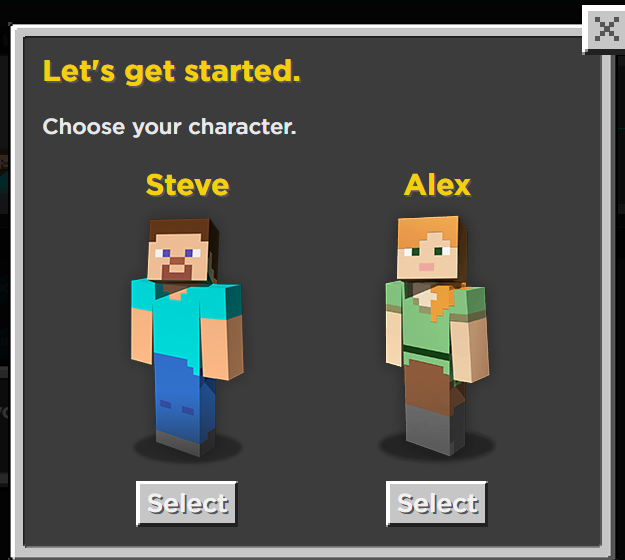 Let's get started.
Choose your character.
Steve
Alex
Select
Select